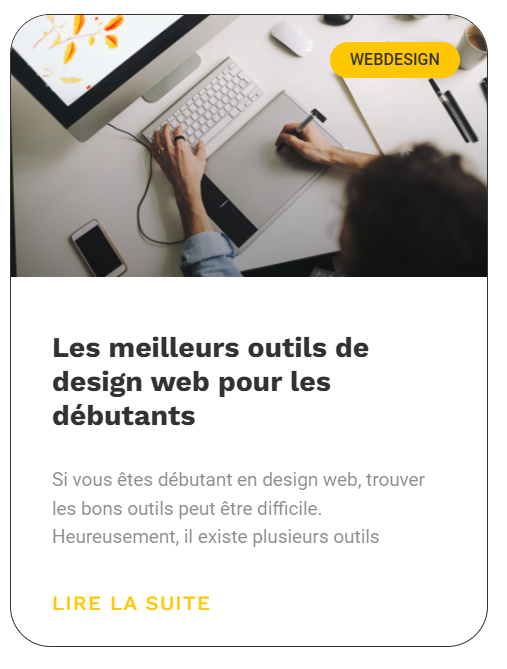 WEBDESIGN
Les meilleurs outils de
design web pour les
débutants
Si vous êtes débutant en design web, trouver
les bons outils peut être difficile.
Heureusement, il existe plusieurs outils
LIRE LA SUITE